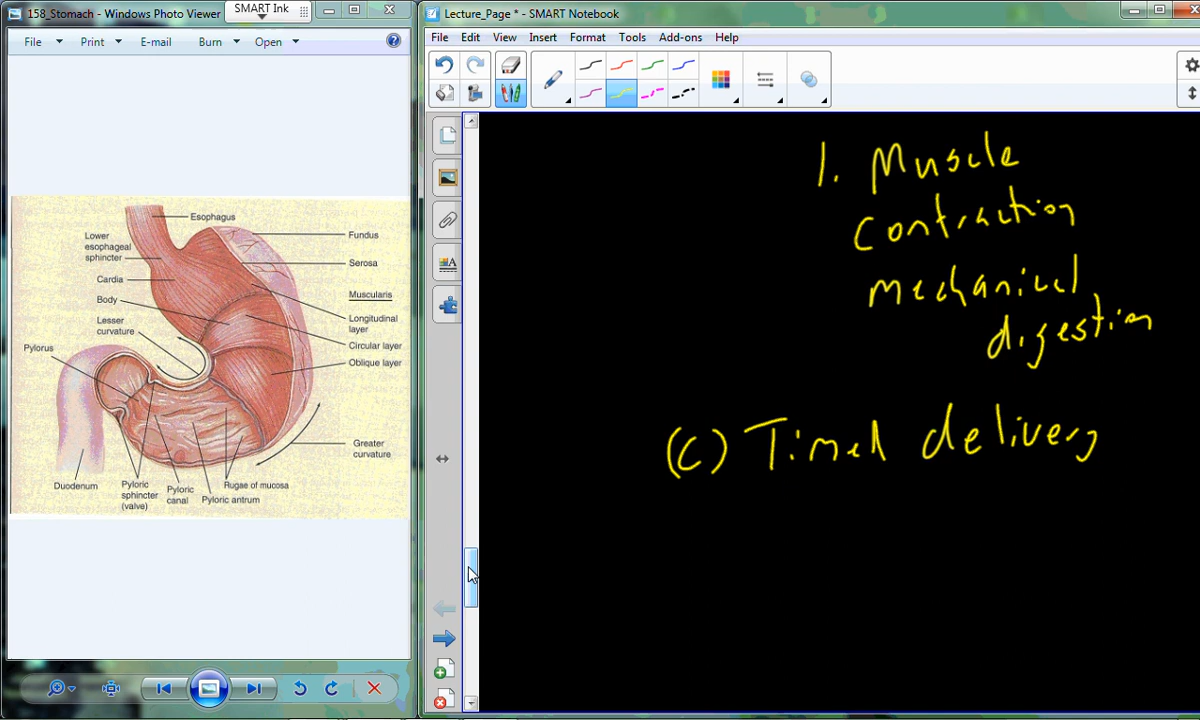 158_Stomach - Windows Photo Viewer
SMART Ink
File Print E-mail Burn Open
Esophagus
Lower
esophageal
sphincter
Fundus
Serosa
Cardia
Body
Muscularis
Lesser
curvature
Longitudinal
layer
Circular layer
Pylorus
Oblique layer
Greater
curvature
Duodenum
Pyloric
sphincter
(valve)
Pyloric
canal
Rugae of mucosa
Pyloric antrum
Lecture_Page * - SMART Notebook
File Edit View Insert Format Tools Add-ons Help
1. Muscle
contraction
mechanical
digestion
(c) Timed delivery